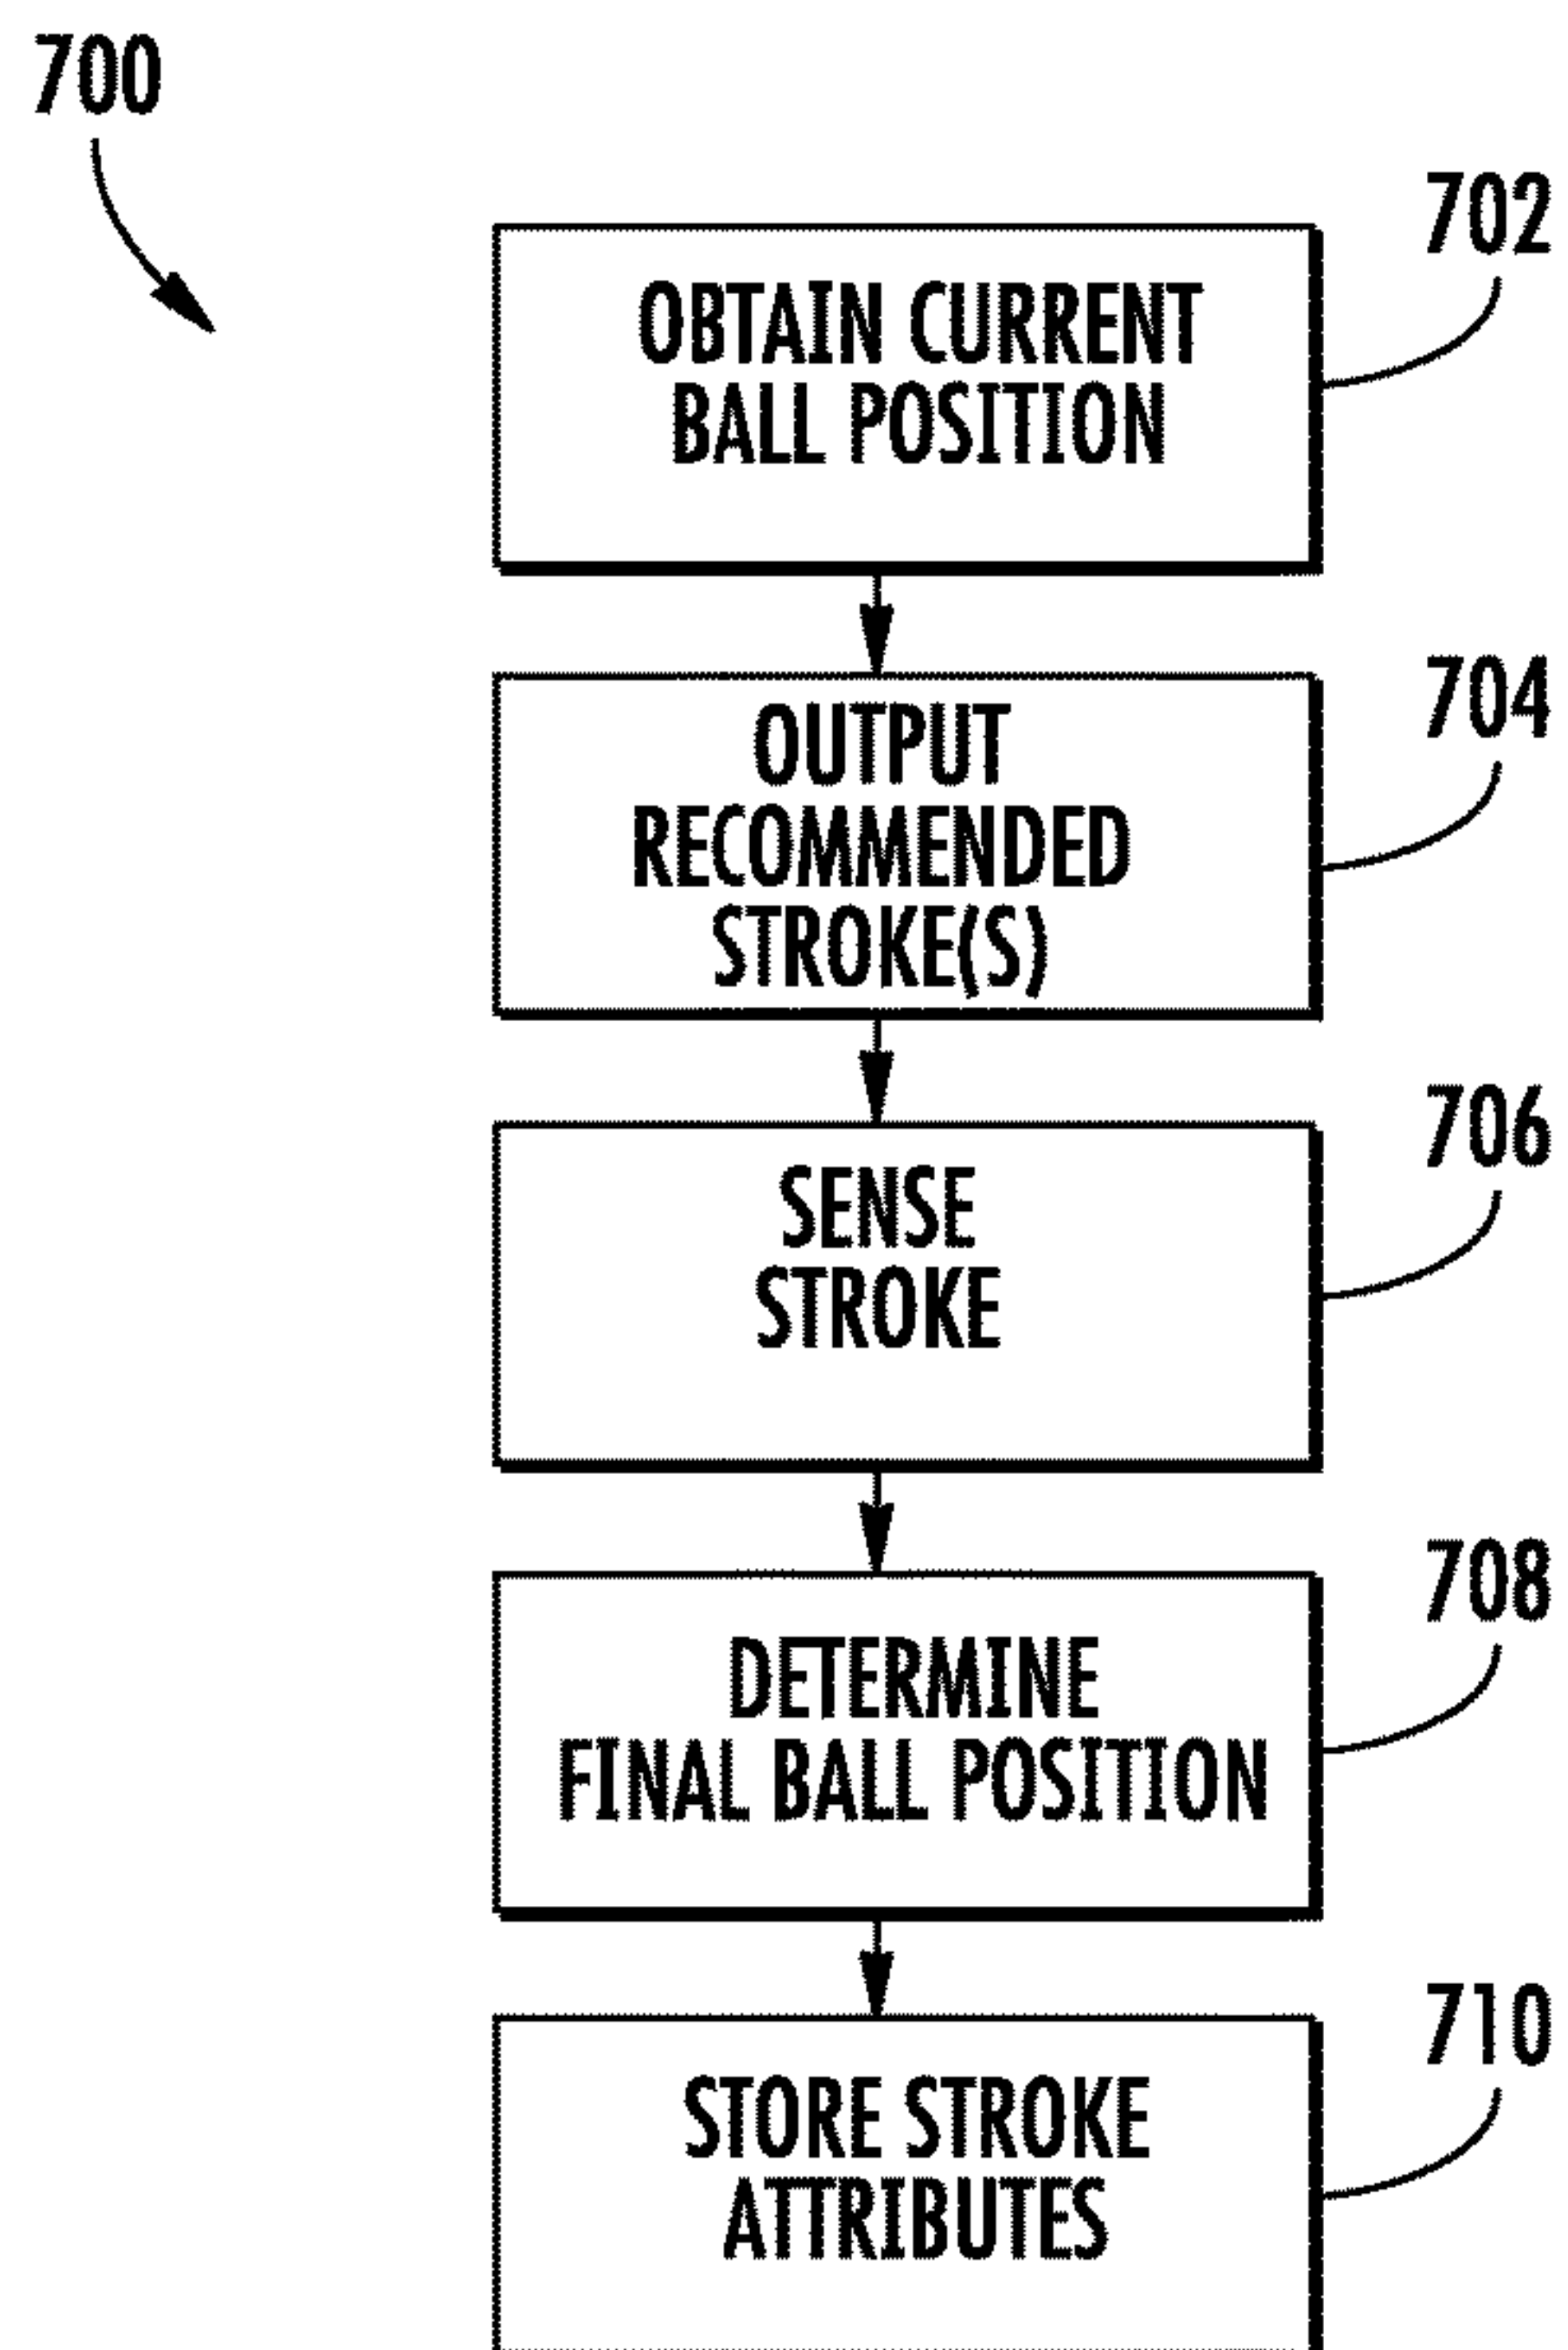 700
702
OBTAIN CURRENT
BALL POSITION
704
OUTPUT
RECOMMENDED
STROKE(S)
706
SENSE
STROKE
708
DETERMINE
FINAL BALL POSITION
710
STORE STROKE
ATTRIBUTES